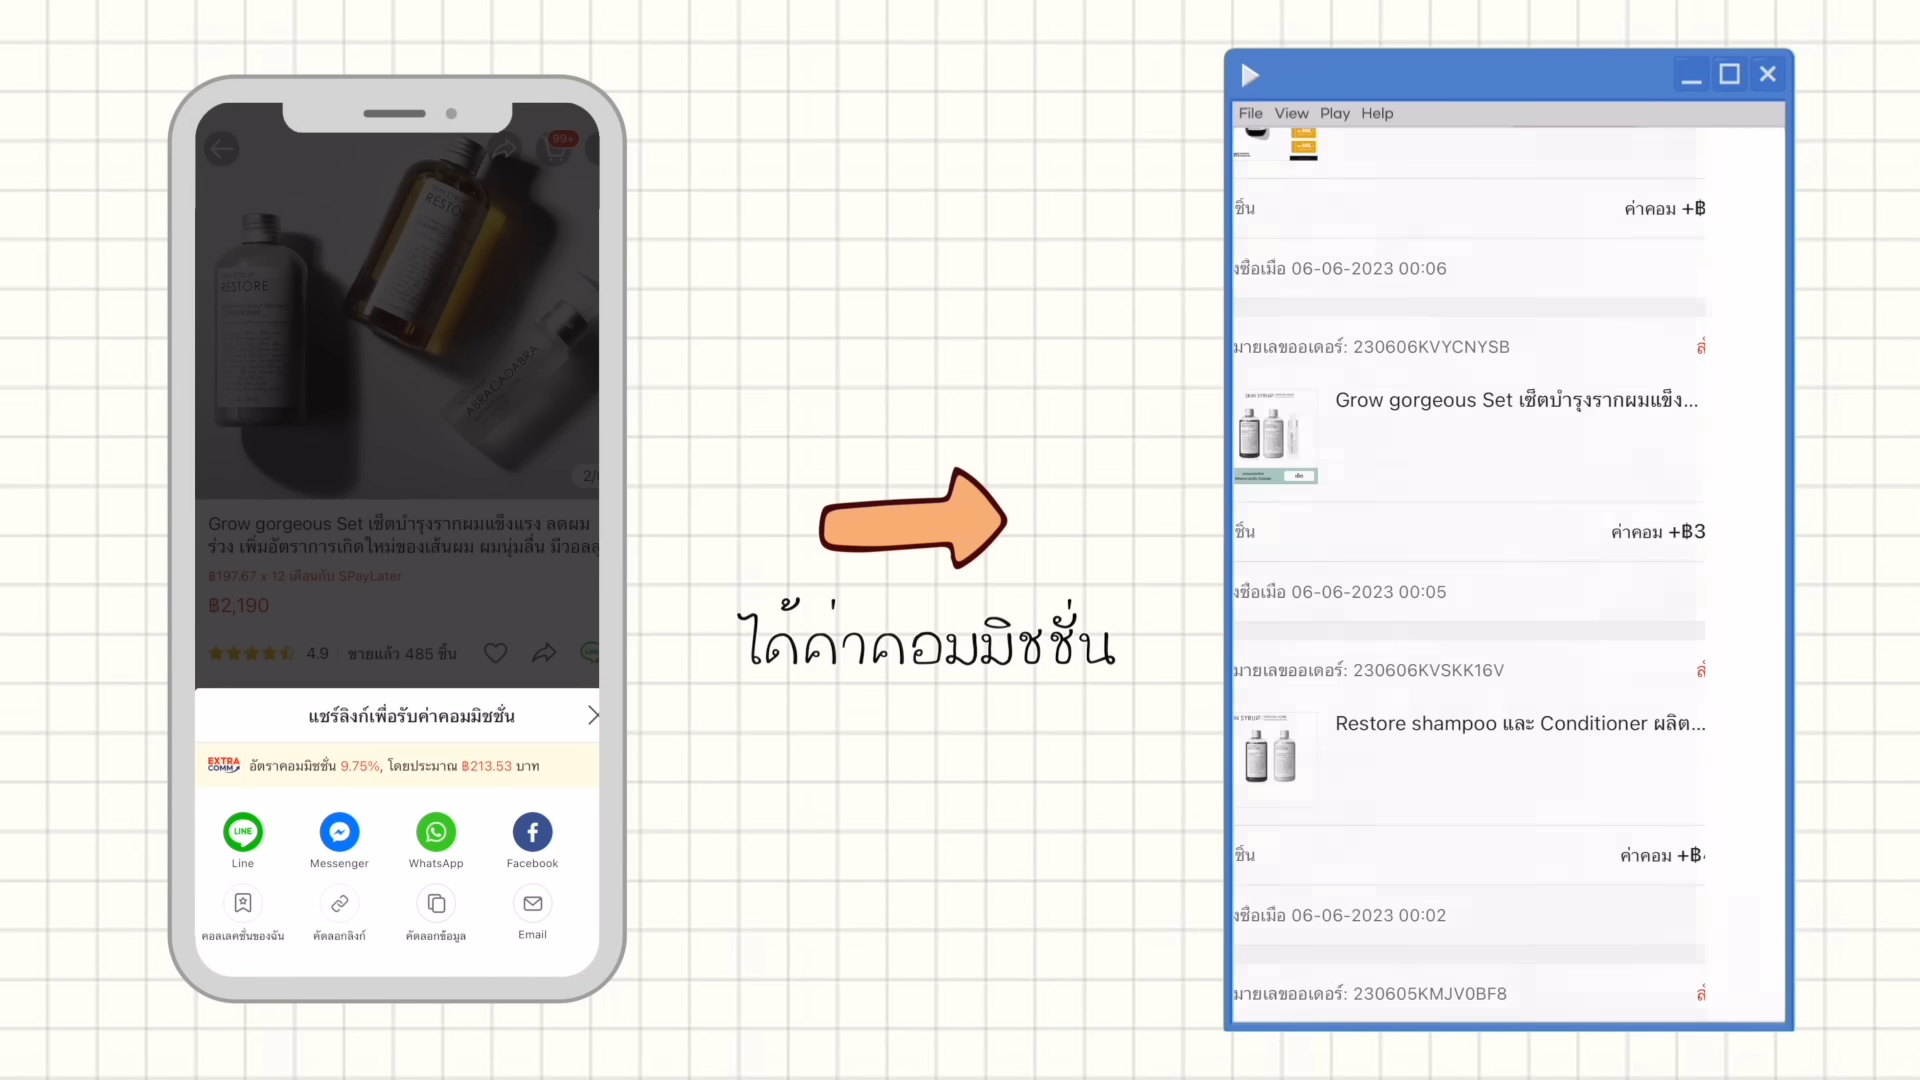 99+
RESTORE
RESTORE
ABRACADABRA
Grow gorgeous Set เซ็ตบำรุงรากผมแข็งแรง ลดผม
ร่วง เพิ่มอัตราการเกิดใหม่ของเส้นผม ผมนุ่มลื่น มีวอลลุ
฿197.67 x 12 เดือนกับ SPayLater
฿2,190
4.9 ขายแล้ว 485 ชิ้น
แชร์ลิงก์เพื่อรับค่าคอมมิชชั่น
EXTRA COMM อัตราคอมมิชชั่น 9.75%, โดยประมาณ ฿213.53 บาท
LINE
Line Messenger WhatsApp Facebook
คอลเลคชั่นของฉัน คัดลอกลิงก์ คัดลอกข้อมูล Email
ได้ค่าคอมมิชชั่น
File View Play Help
ชิ้น ค่าคอม +฿
งซื้อเมื่อ 06-06-2023 00:06
มายเลขออเดอร์: 230606KVYCNYSB
SKIN SYRUP
Grow gorgeous Set เซ็ตบำรุงรากผมแข็ง...
ชิ้น ค่าคอม +฿3
งซื้อเมื่อ 06-06-2023 00:05
มายเลขออเดอร์: 230606KVSKK16V
Restore shampoo และ Conditioner ผลิต...
ชิ้น ค่าคอม +฿
งซื้อเมื่อ 06-06-2023 00:02
มายเลขออเดอร์: 230605KMJV0BF8